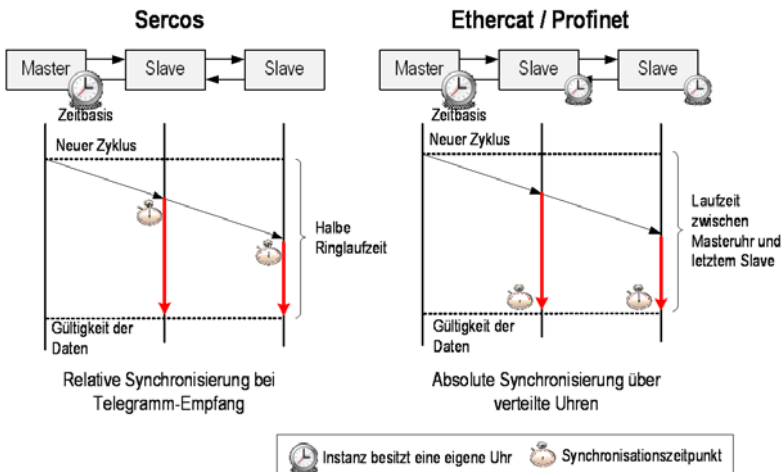 Sercos
Master
Slave
Slave
Zeitbasis
Neuer Zyklus
Halbe
Ringlaufzeit
Gültigkeit der
Daten
Relative Synchronisierung bei
Telegramm-Empfang
Ethercat / Profinet
Master
Slave
Slave
Zeitbasis
Neuer Zyklus
Laufzeit
zwischen
Masteruhr und
letztem Slave
Gültigkeit der
Daten
Absolute Synchronisierung über
verteilte Uhren
Instanz besitzt eine eigene Uhr
Synchronisationszeitpunkt